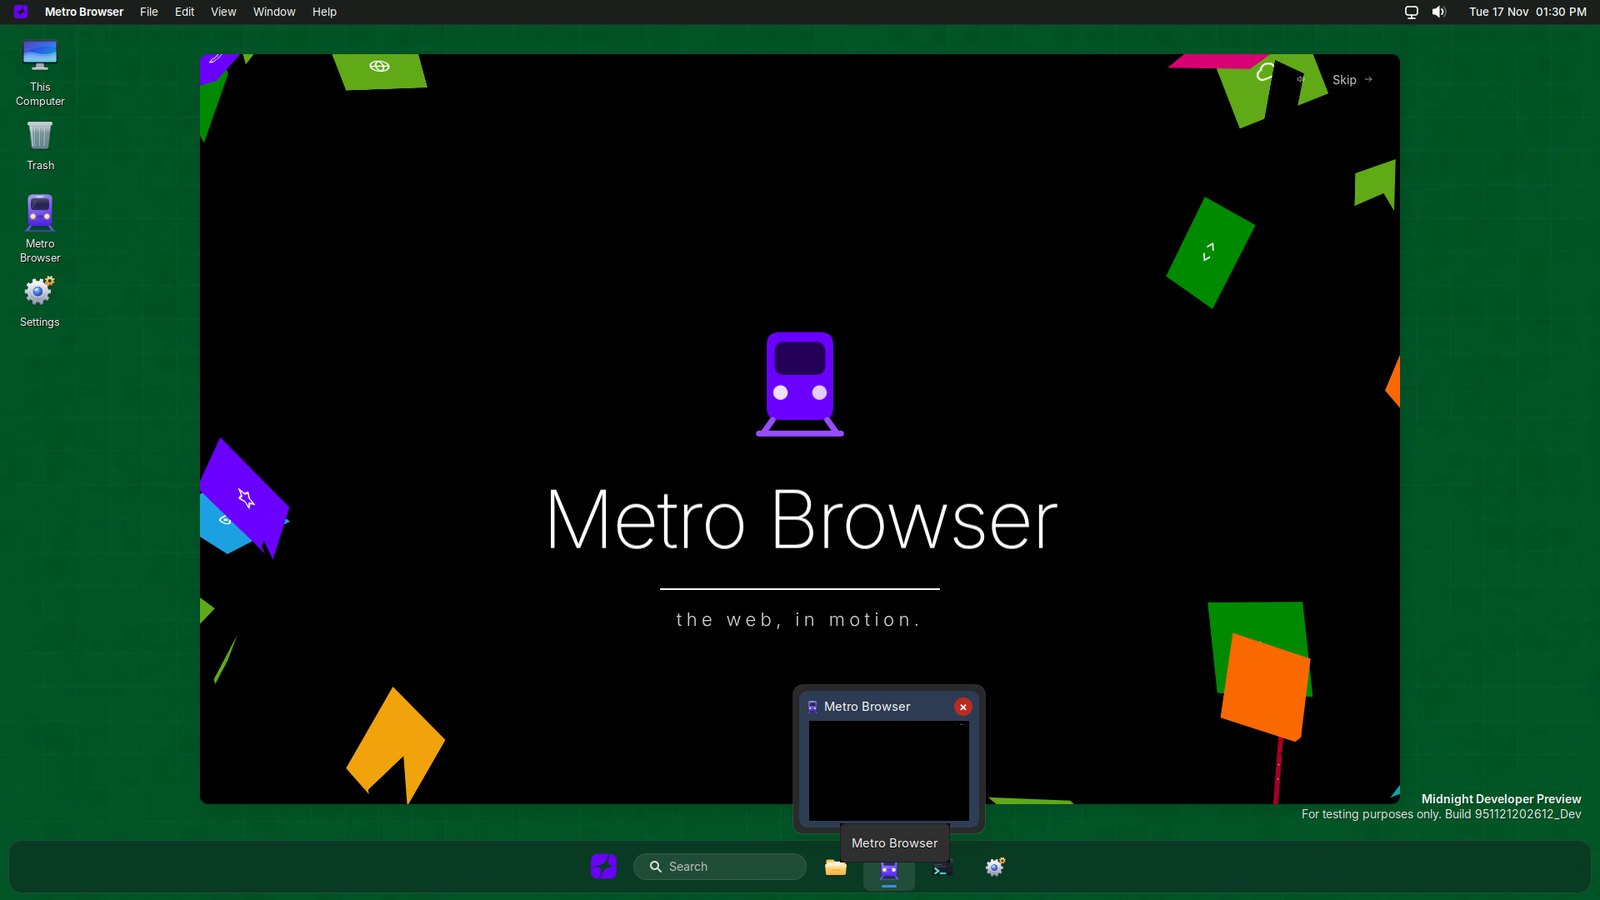 Metro Browser File Edit View Window Help
Tue 17 Nov 01:30 PM
This
Computer
Trash
Metro
Browser
Settings
Skip
Metro Browser
the web, in motion.
Metro Browser
Midnight Developer Preview
For testing purposes only. Build 951121202612_Dev
Metro Browser
Search